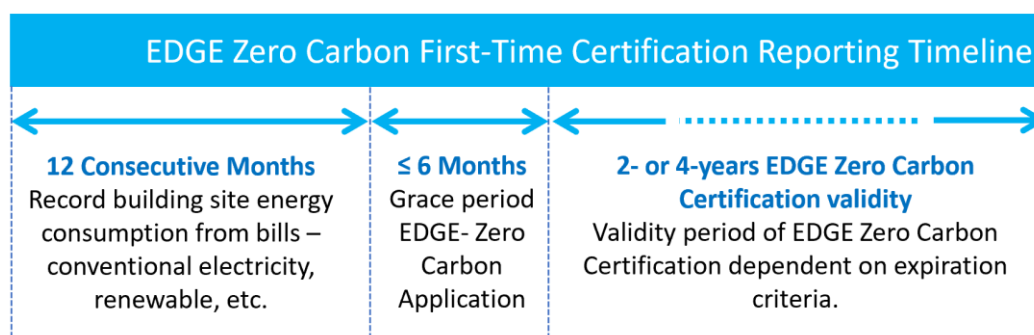 EDGE Zero Carbon First-Time Certification Reporting Timeline
12 Consecutive Months
Record building site energy
consumption from bills –
conventional electricity,
renewable, etc.
≤ 6 Months
Grace period
EDGE- Zero
Carbon
Application
2- or 4-years EDGE Zero Carbon
Certification validity
Validity period of EDGE Zero Carbon
Certification dependent on expiration
criteria.